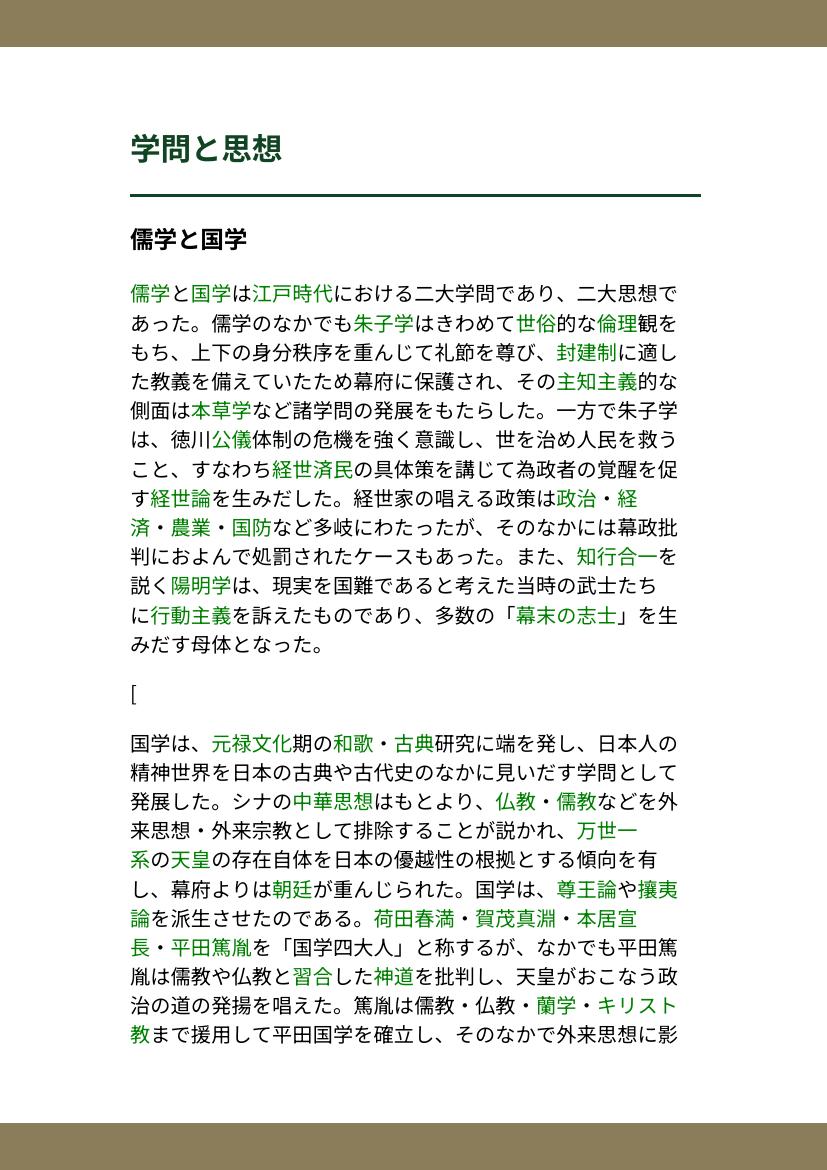 学問と思想
儒学と国学
儒学と国学は江戸時代における二大学問であり、二大思想で
あった。儒学のなかでも朱子学はきわめて世俗的な倫理観を
もち、上下の身分秩序を重んじて礼節を尊び、封建制に適し
た教義を備えていたため幕府に保護され、その主知主義的な
側面は本草学など諸学問の発展をもたらした。一方で朱子学
は、徳川公儀体制の危機を強く意識し、世を治め人民を救う
こと、すなわち経世済民の具体策を講じて為政者の覚醒を促
す経世論を生みだした。経世家の唱える政策は政治・経
済・農業・国防など多岐にわたったが、そのなかには幕政批
判におよんで処罰されたケースもあった。また、知行合一を
説く陽明学は、現実を国難であると考えた当時の武士たち
に行動主義を訴えたものであり、多数の「幕末の志士」を生
みだす母体となった。
[
国学は、元禄文化期の和歌・古典研究に端を発し、日本人の
精神世界を日本の古典や古代史のなかに見いだす学問として
発展した。シナの中華思想はもとより、仏教・儒教などを外
来思想・外来宗教として排除することが説かれ、万世一
系の天皇の存在自体を日本の優越性の根拠とする傾向を有
し、幕府よりは朝廷が重んじられた。国学は、尊王論や攘夷
論を派生させたのである。荷田春満・賀茂真淵・本居宣
長・平田篤胤を「国学四大人」と称するが、なかでも平田篤
胤は儒教や仏教と習合した神道を批判し、天皇がおこなう政
治の道の発揚を唱えた。篤胤は儒教・仏教・蘭学・キリスト
教まで援用して平田国学を確立し、そのなかで外来思想に影